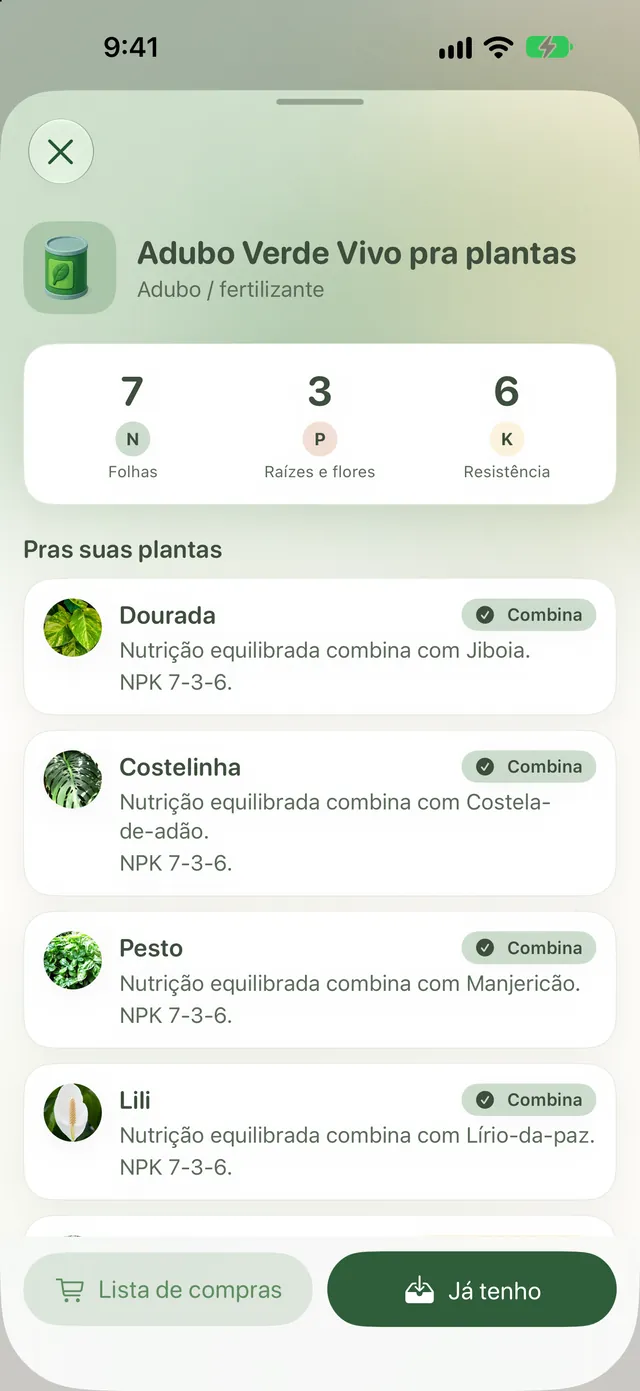 9:41
Adubo Verde Vivo pra plantas
Adubo / fertilizante
7
3
6
N
P
K
Folhas
Raízes e flores
Resistência
Pras suas plantas
Dourada
Combina
Nutrição equilibrada combina com Jiboia.
NPK 7-3-6.
Costelinha
Combina
Nutrição equilibrada combina com Costela-
de-adão.
NPK 7-3-6.
Pesto
Combina
Nutrição equilibrada combina com Manjericão.
NPK 7-3-6.
Lili
Combina
Nutrição equilibrada combina com Lírio-da-paz.
NPK 7-3-6.
Lista de compras
Já tenho